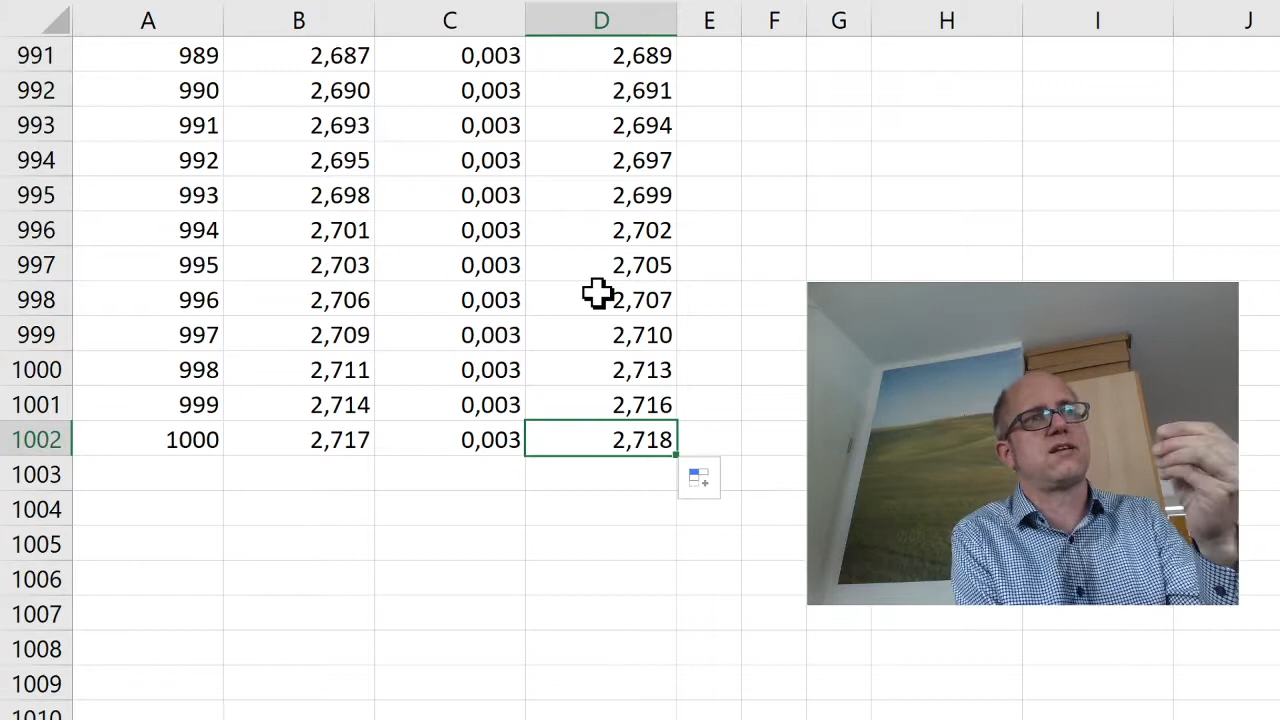 A B C D E F G H I J
991 989 2,687 0,003 2,689
992 990 2,690 0,003 2,691
993 991 2,693 0,003 2,694
994 992 2,695 0,003 2,697
995 993 2,698 0,003 2,699
996 994 2,701 0,003 2,702
997 995 2,703 0,003 2,705
998 996 2,706 0,003 2,707
999 997 2,709 0,003 2,710
1000 998 2,711 0,003 2,713
1001 999 2,714 0,003 2,716
1002 1000 2,717 0,003 2,718
1003
1004
1005
1006
1007
1008
1009
1010